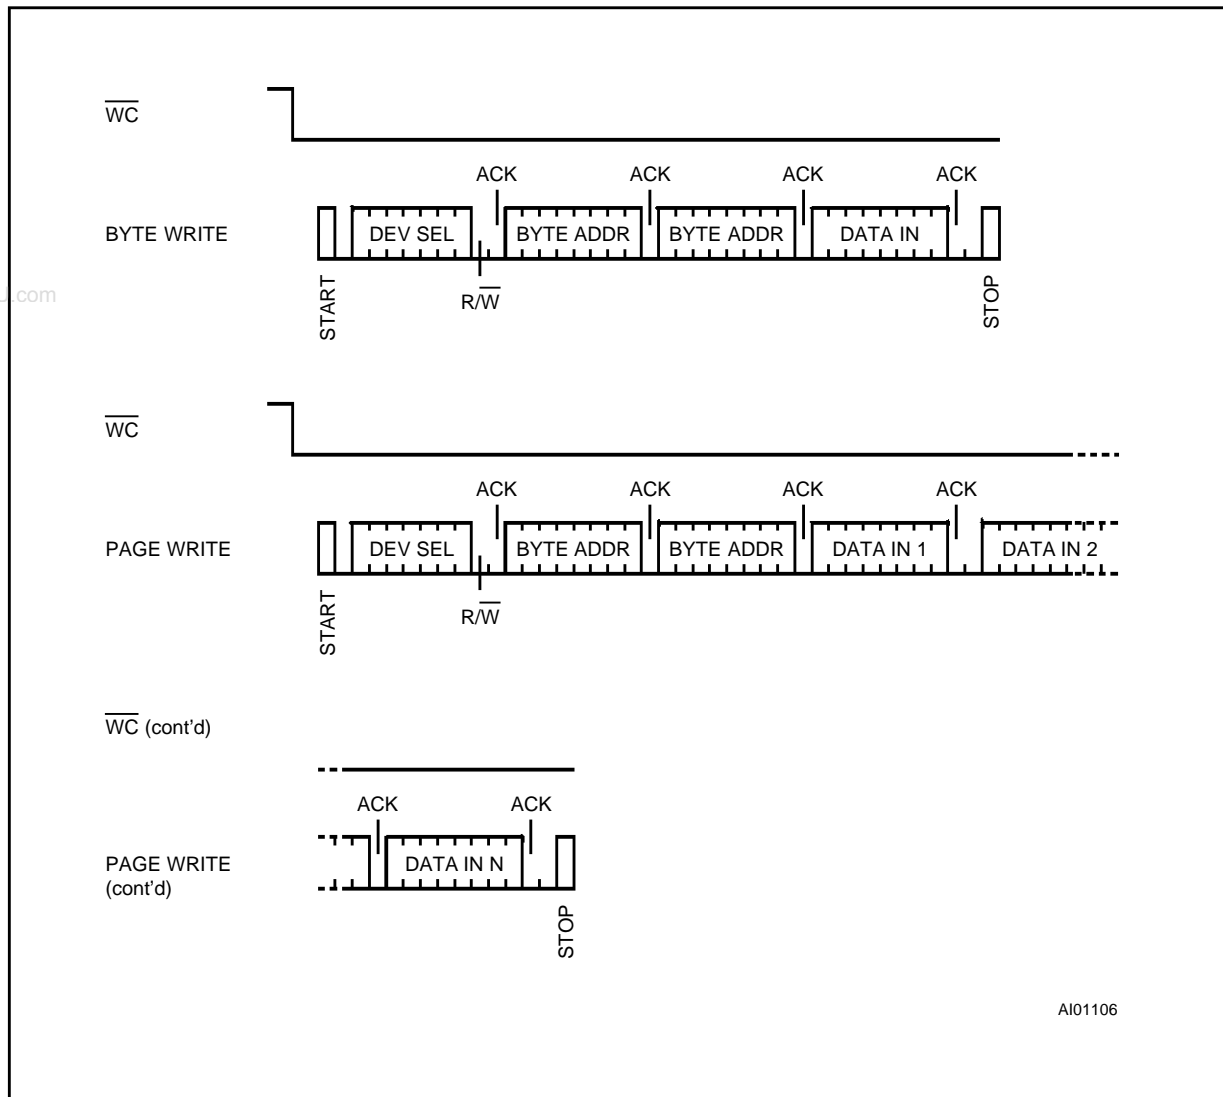 WC
ACK ACK ACK ACK
BYTE WRITE DEV SEL BYTE ADDR BYTE ADDR DATA IN
START R/W STOP
.com
WC
ACK ACK ACK ACK
PAGE WRITE DEV SEL BYTE ADDR BYTE ADDR DATA IN 1 DATA IN 2
START R/W
WC (cont'd)
ACK ACK
PAGE WRITE DATA IN N
(cont'd)
STOP
AI01106